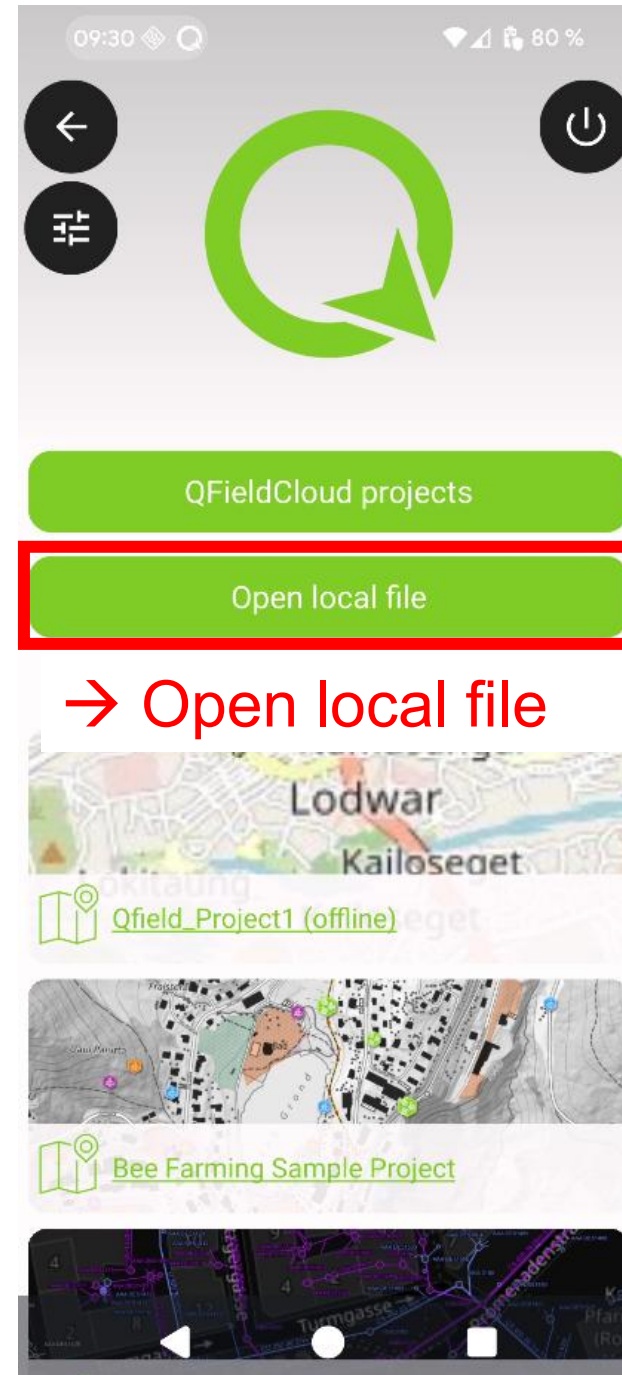 09:30
80 %
QFieldCloud projects
Open local file
→ Open local file
Lodwar
Kailoseget
Qfield_Project1 (offline)
Grond
Bee Farming Sample Project
Turmgasse